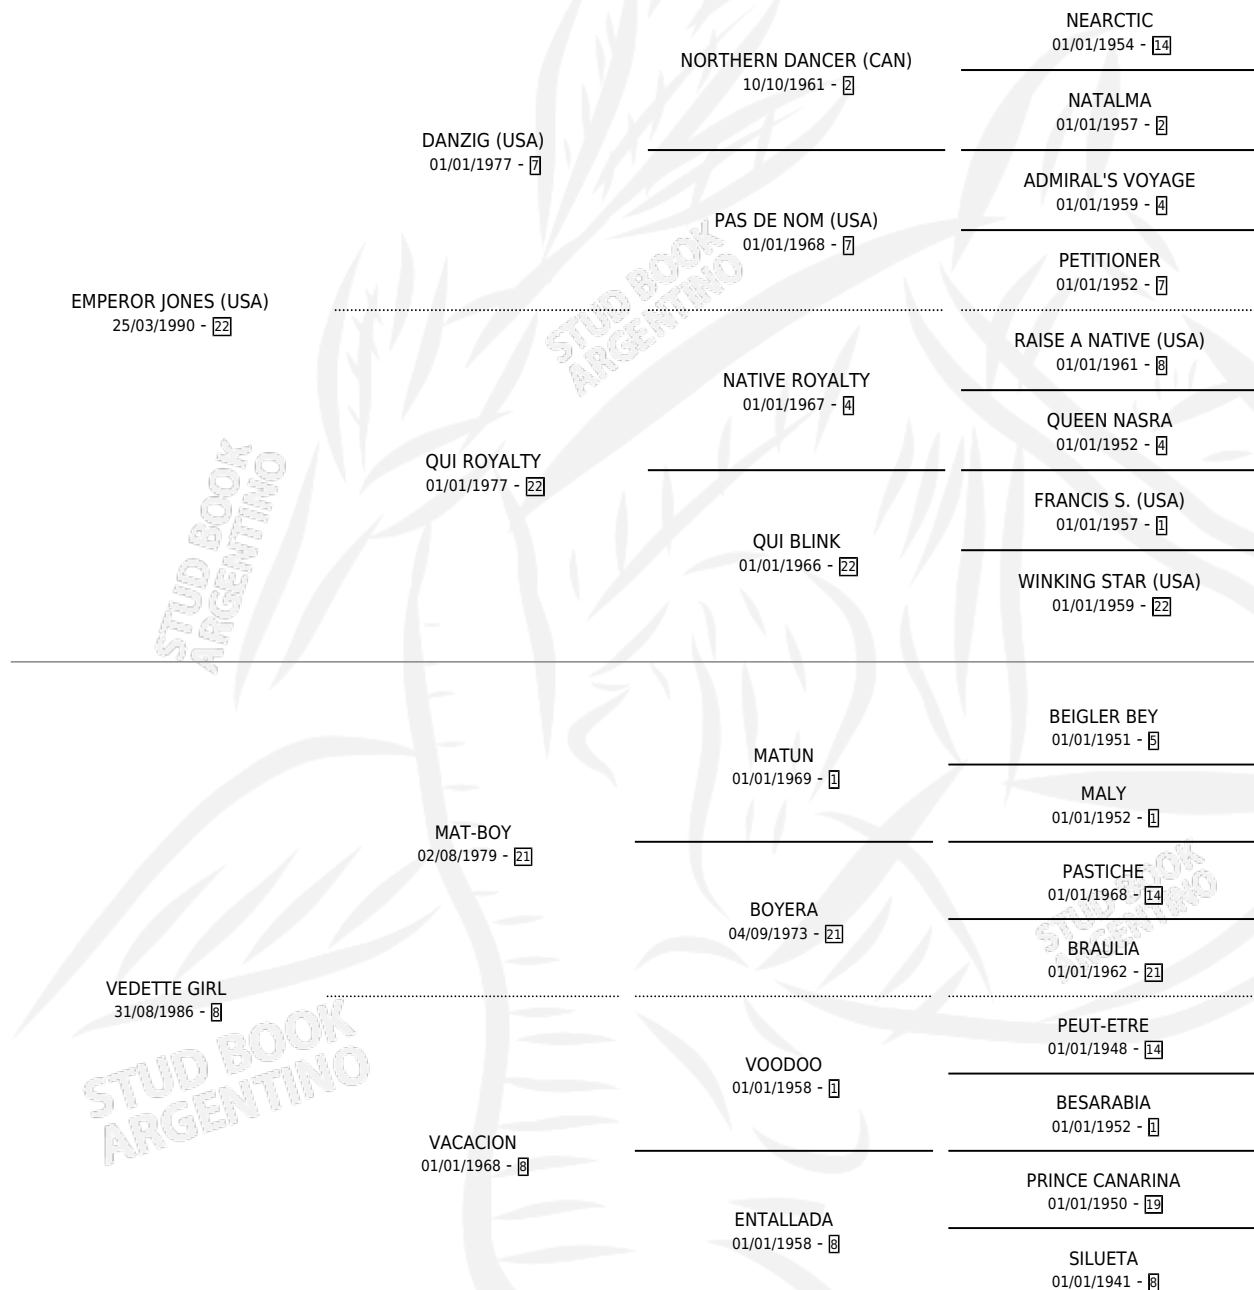 NEARCTIC
01/01/1954 - 14
NORTHERN DANCER (CAN)
10/10/1961 - 2
NATALMA
01/01/1957 - 2
DANZIG (USA)
01/01/1977 - 7
ADMIRAL'S VOYAGE
01/01/1959 - 4
PAS DE NOM (USA)
01/01/1968 - 7
PETITIONER
01/01/1952 - 7
EMPEROR JONES (USA)
25/03/1990 - 22
STUD BOOK
ARGENTINO
RAISE A NATIVE (USA)
01/01/1961 - 8
NATIVE ROYALTY
01/01/1967 - 4
QUEEN NASRA
01/01/1952 - 4
QUI ROYALTY
01/01/1977 - 22
FRANCIS S. (USA)
01/01/1957 - 1
QUI BLINK
01/01/1966 - 22
WINKING STAR (USA)
01/01/1959 - 22
STUD BOOK
ARGENTINO
BEIGLER BEY
01/01/1951 - 5
MATUN
01/01/1969 - 1
MALY
01/01/1952 - 1
MAT-BOY
02/08/1979 - 21
PASTICHE
01/01/1968 - 14
BOYERA
04/09/1973 - 21
STUD BOOK
ARGENTINO
BRAULIA
01/01/1962 - 21
VEDETTE GIRL
31/08/1986 - 8
PEUT-ETRE
01/01/1948 - 14
VOODOO
01/01/1958 - 1
BESARABIA
01/01/1952 - 1
STUD BOOK
ARGENTINO
VACACION
01/01/1968 - 8
PRINCE CANARINA
01/01/1950 - 19
ENTALLADA
01/01/1958 - 8
SILUETA
01/01/1941 - 8